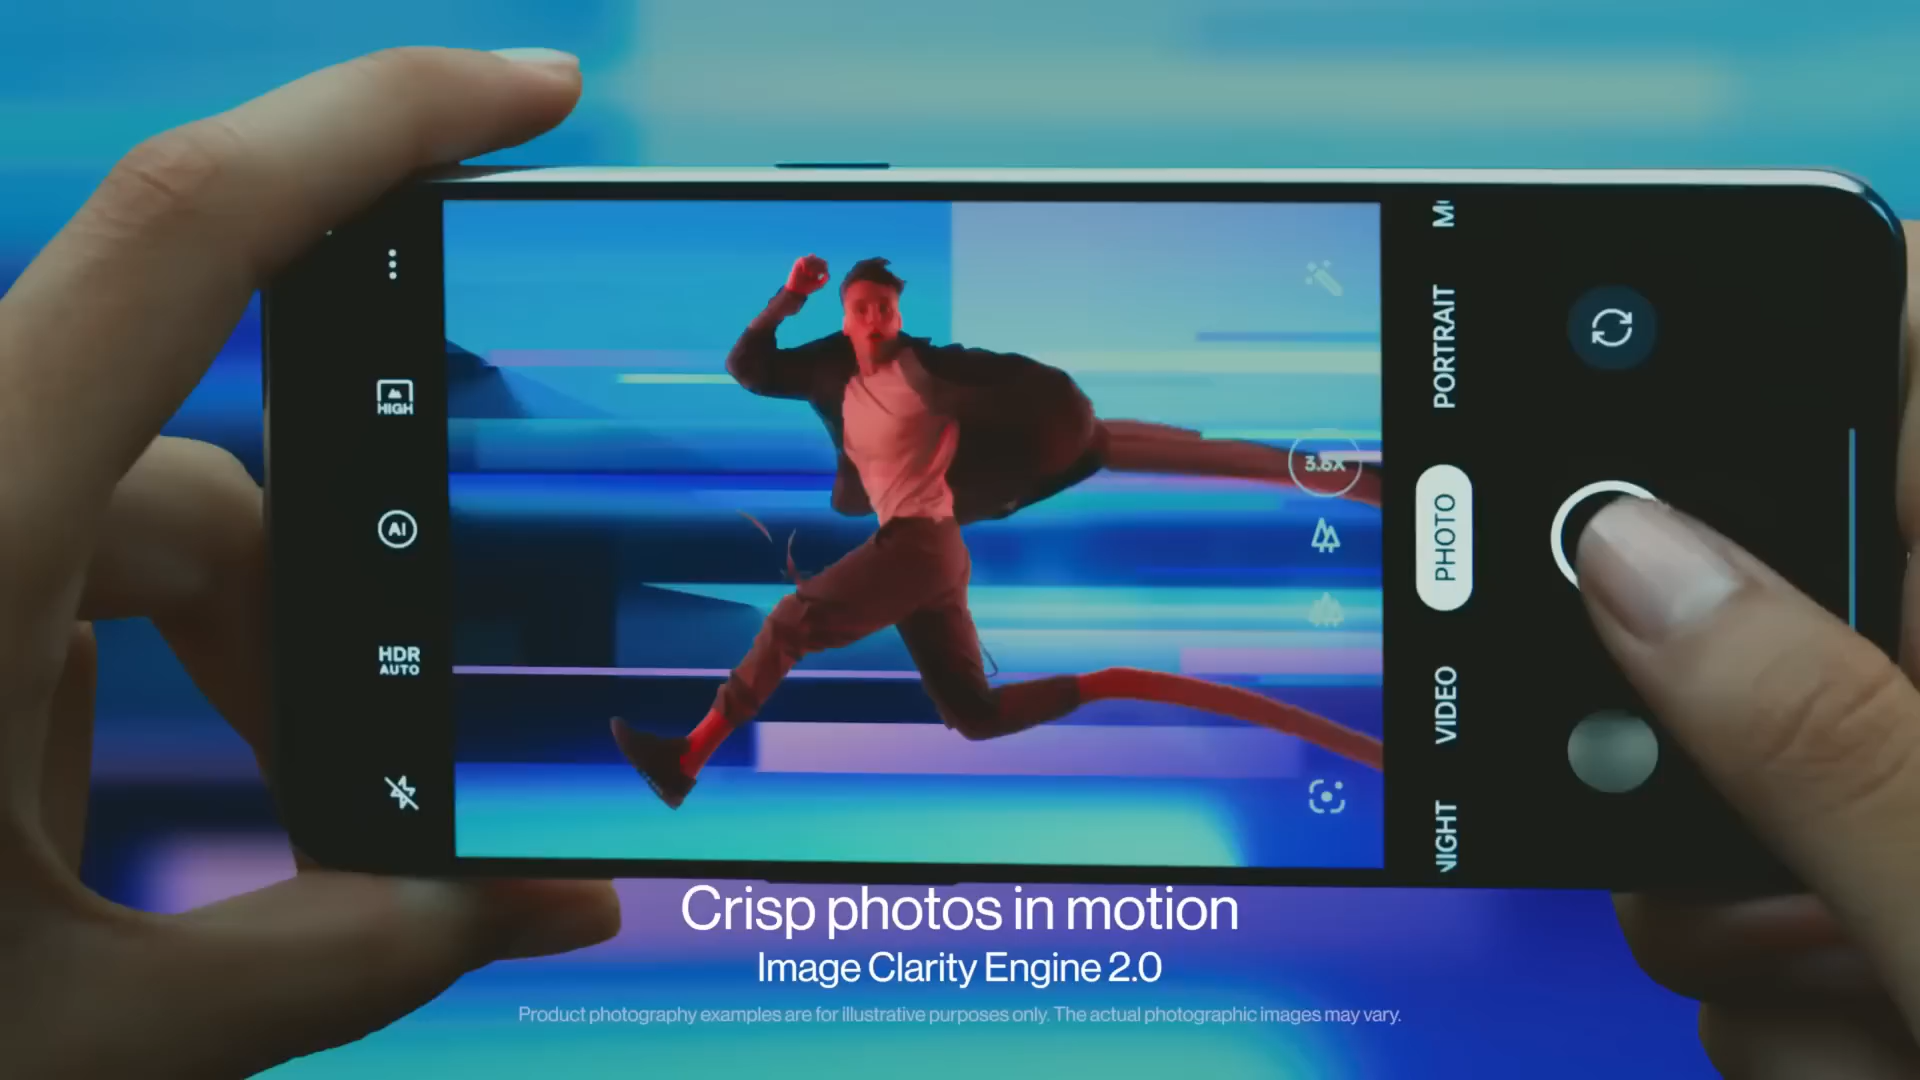 HIGH
AI
HDR
AUTO
3.6X
PORTRAIT
PHOTO
VIDEO
NIGHT
Crisp photos in motion
Image Clarity Engine 2.0
Product photography examples are for illustrative purposes only. The actual photographic images may vary.